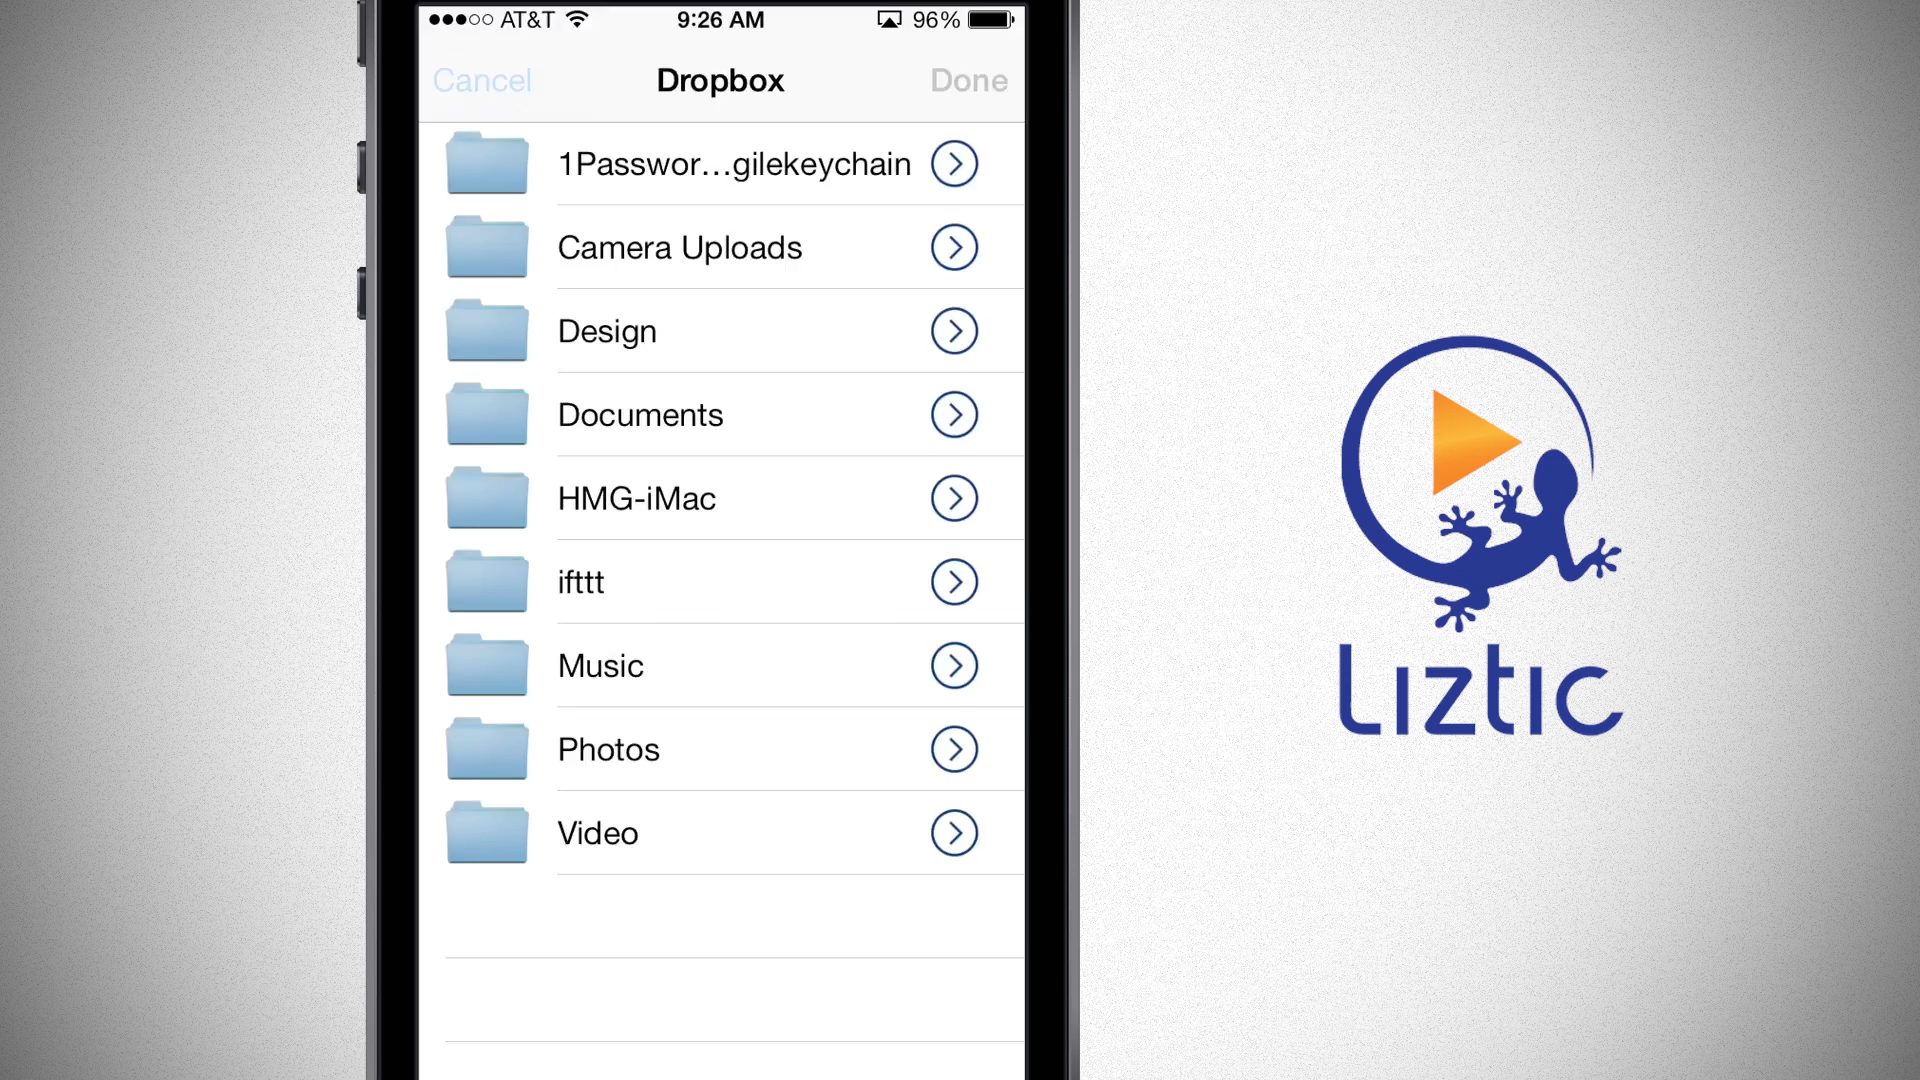 AT&T 9:26 AM 96%
Cancel Dropbox Done
1Passwor...gilekeychain
Camera Uploads
Design
Documents
HMG-iMac
ifttt
Music
Photos
Video
Liztic